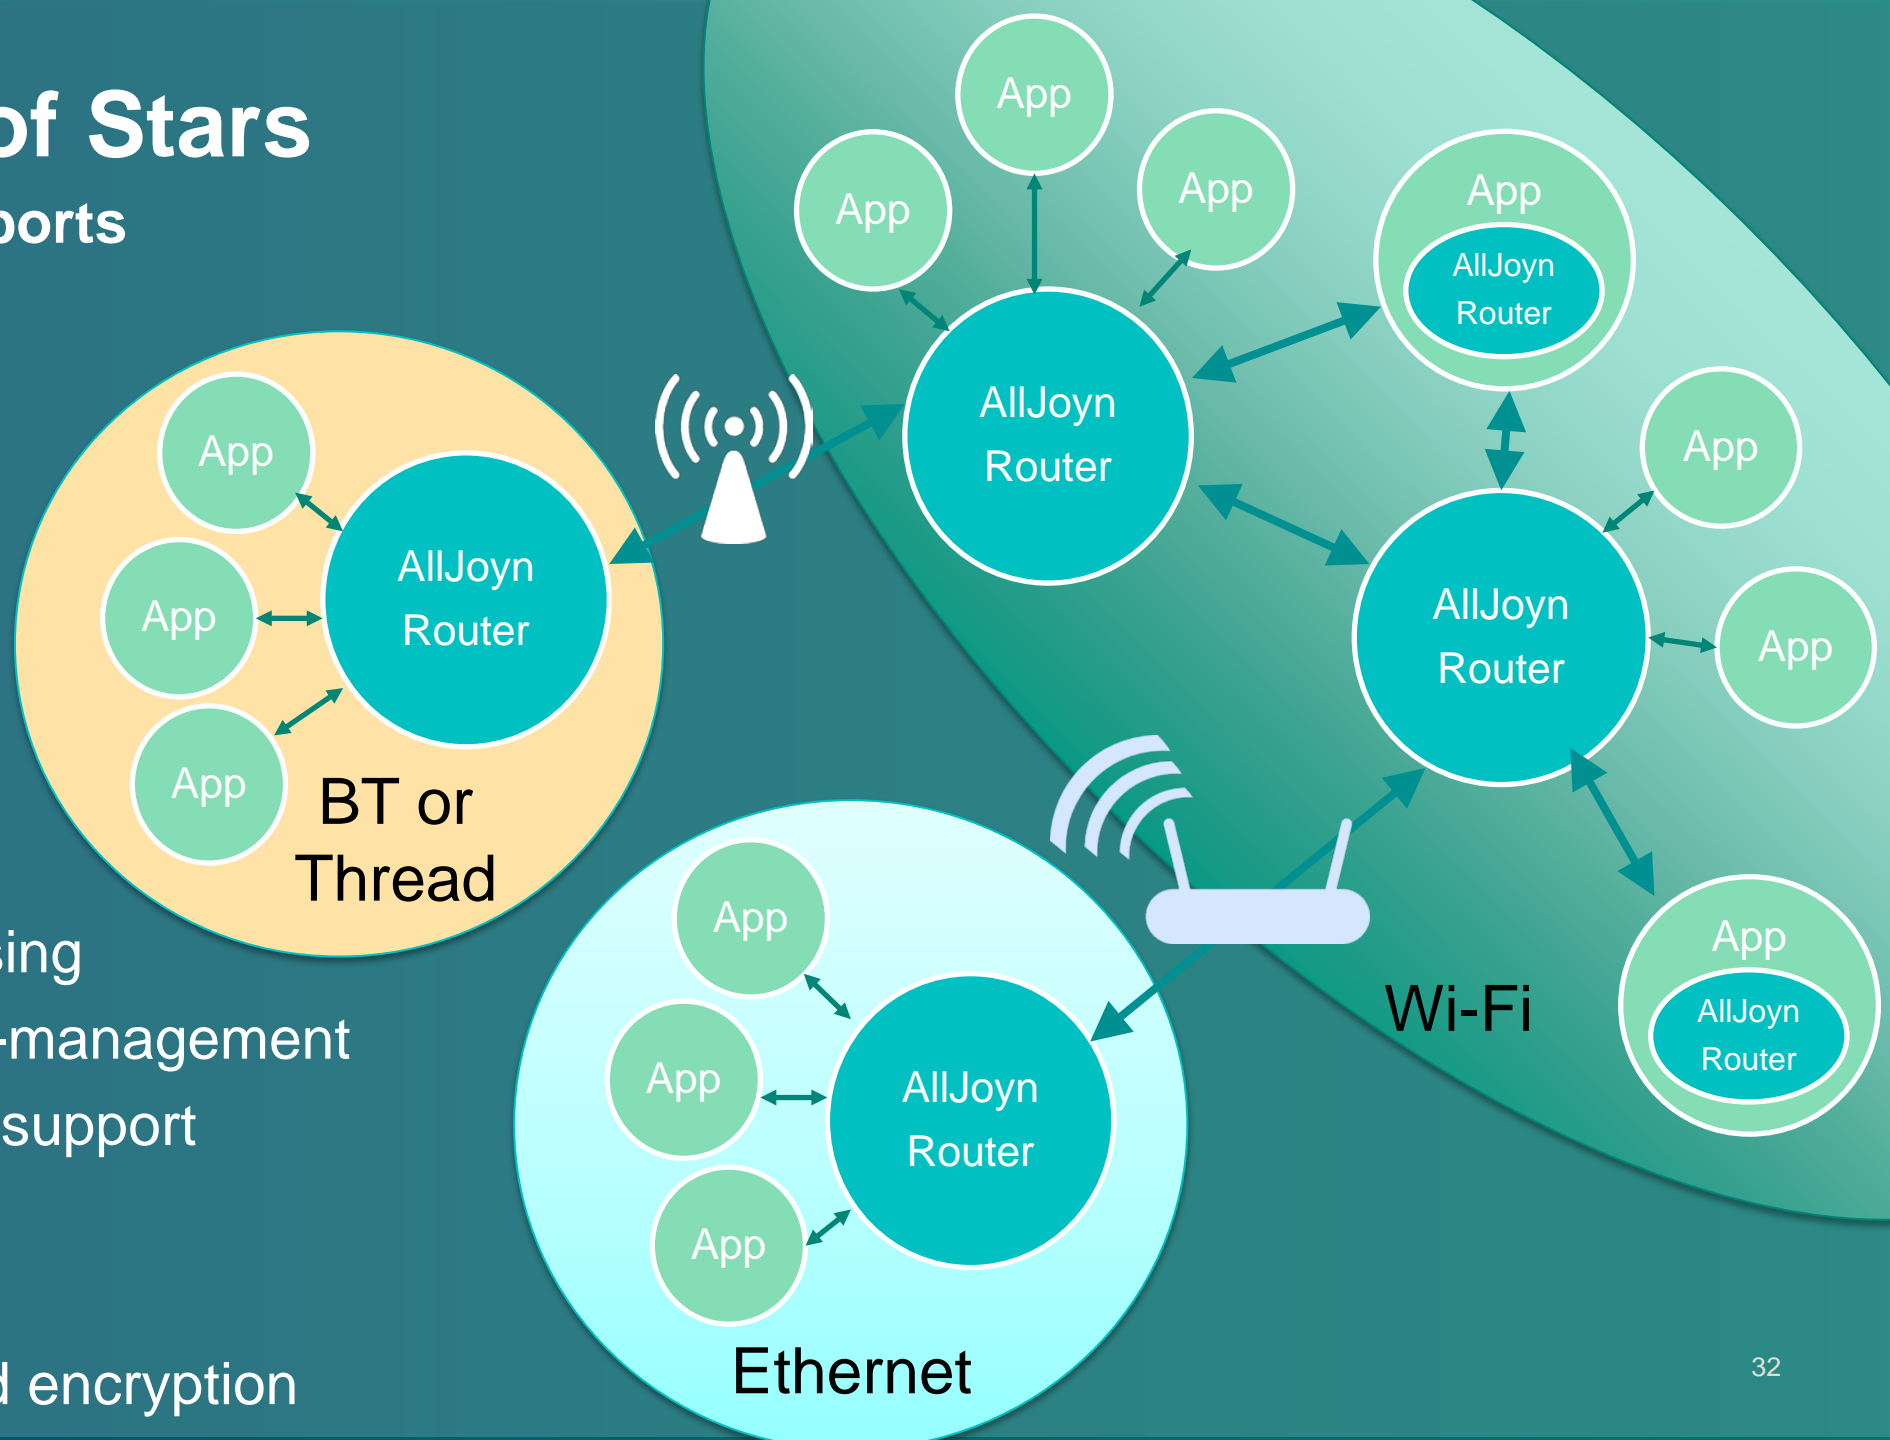 of Stars
ports
App
App
App
App
AllJoyn
Router
App
AllJoyn
Router
App
AllJoyn
Router
App
App
App
AllJoyn
Router
App
BT or
Thread
App
App
AllJoyn
Router
Wi-Fi
App
AllJoyn
Router
App
AllJoyn
Router
App
Ethernet
sing
-management
support
d encryption
32